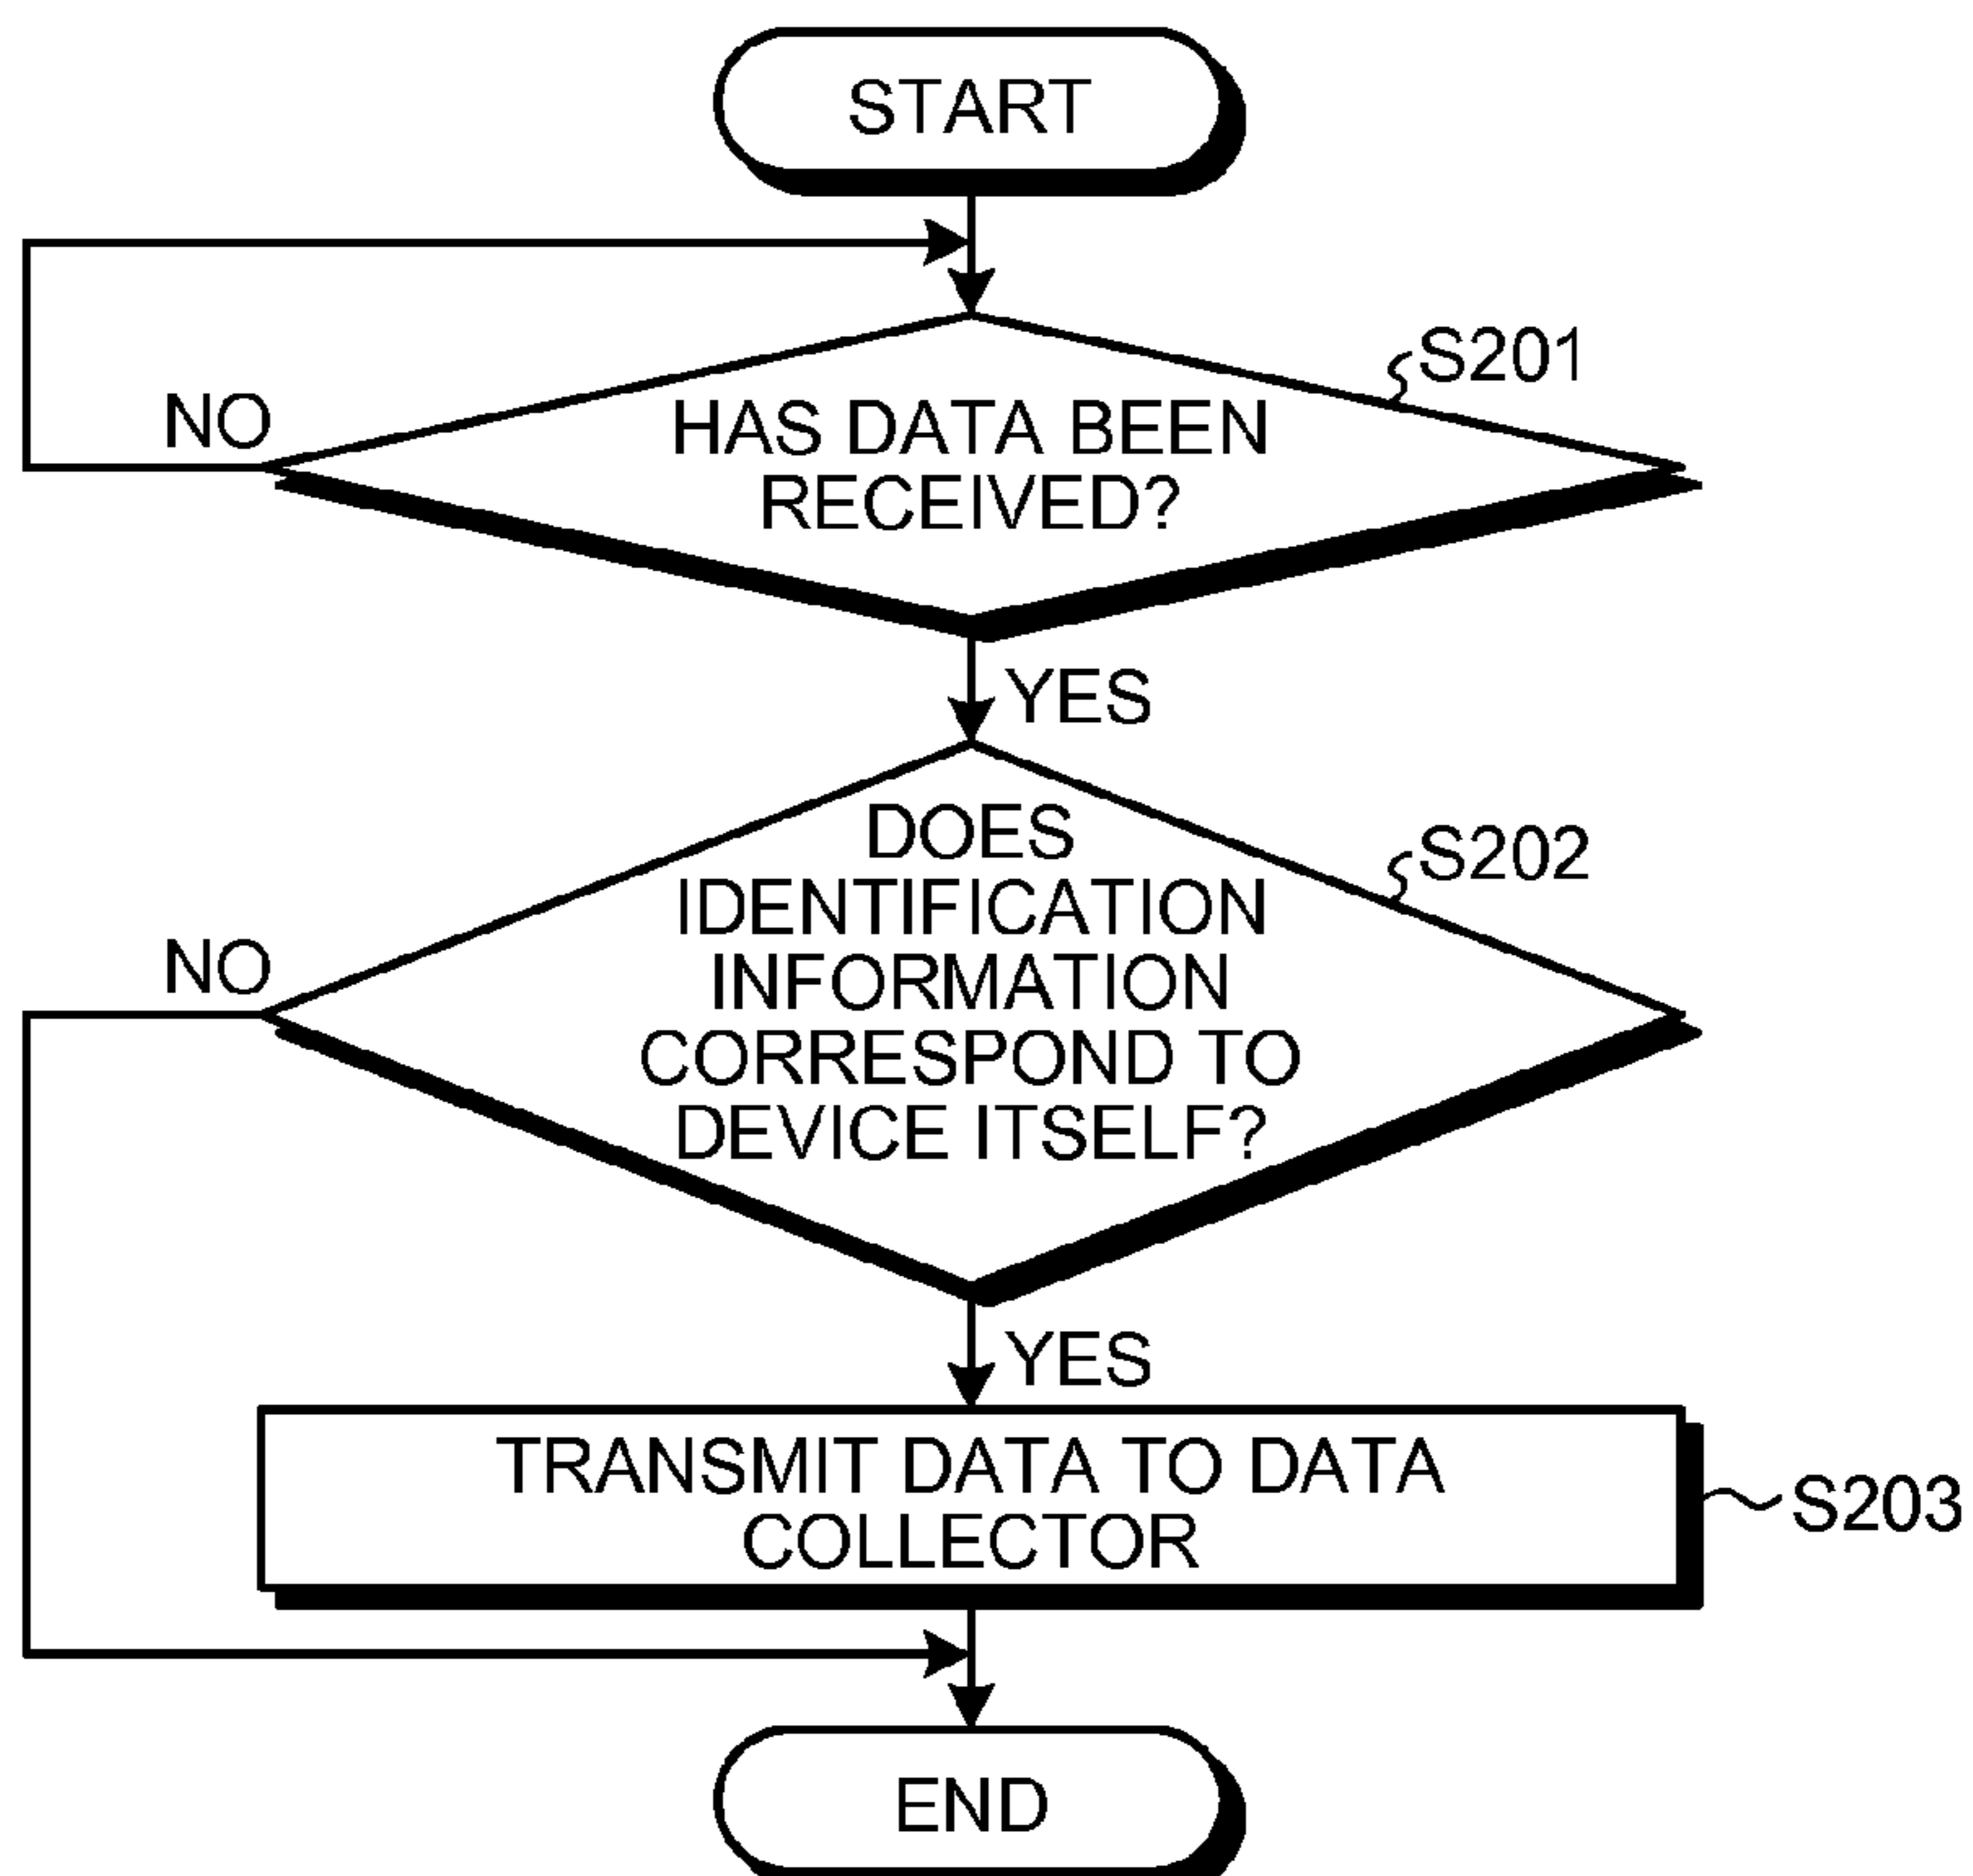 START
S201
HAS DATA BEEN
RECEIVED?
NO
YES
S202
DOES
IDENTIFICATION
INFORMATION
CORRESPOND TO
DEVICE ITSELF?
NO
YES
TRANSMIT DATA TO DATA
COLLECTOR
S203
END